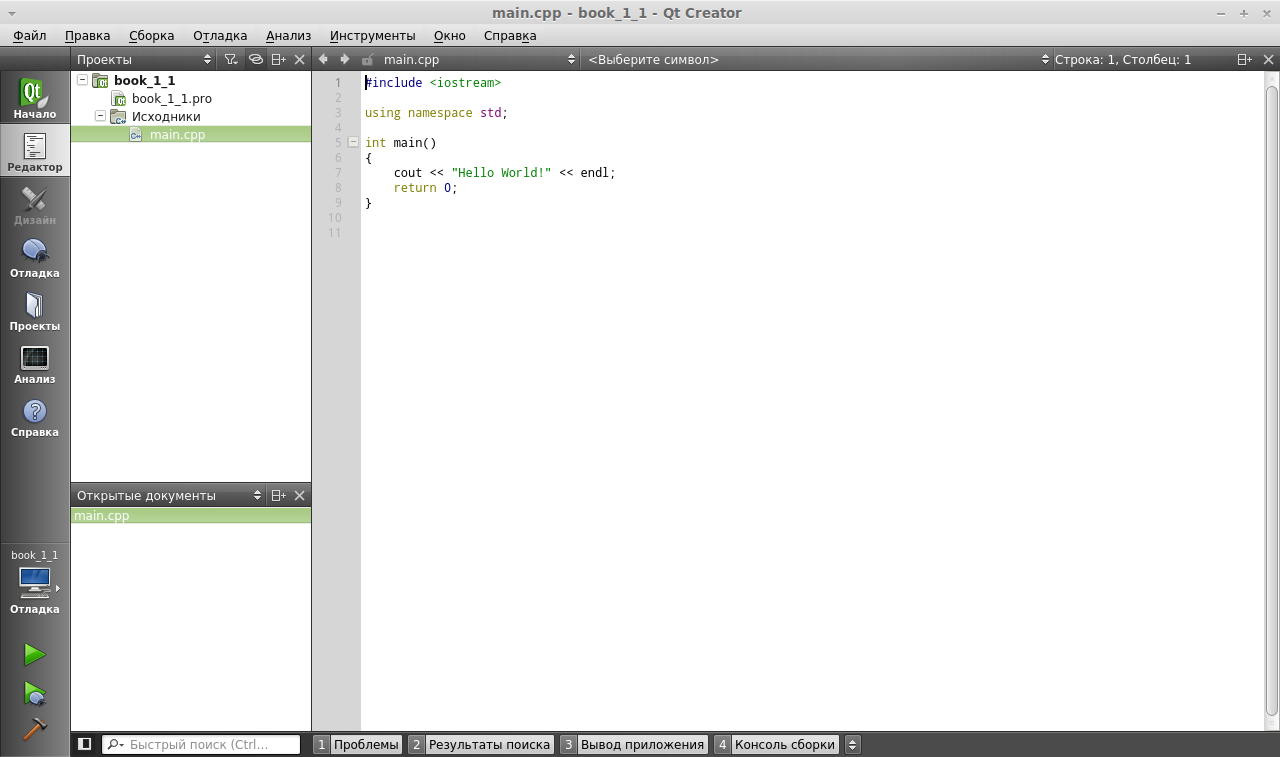 main.cpp - book_1_1 - Qt Creator
Файл Правка Сборка Отладка Анализ Инструменты Окно Справка
Проекты
main.cpp
<Выберите символ>
Строка: 1, Столбец: 1
Qt
Начало
Редактор
Дизайн
Отладка
Проекты
Анализ
Справка
book_1_1
Отладка
book_1_1
book_1_1.pro
Исходники
main.cpp
Открытые документы
main.cpp
1 #include <iostream>
2
3 using namespace std;
4
5 int main()
6 {
7     cout << "Hello World!" << endl;
8     return 0;
9 }
10
11
Быстрый поиск (Ctrl...
1 Проблемы
2 Результаты поиска
3 Вывод приложения
4 Консоль сборки